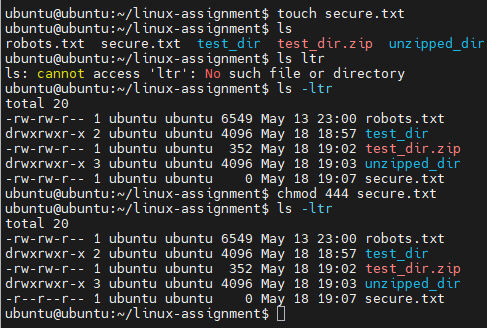 ubuntu@ubuntu:~/linux-assignment$ touch secure.txt
ubuntu@ubuntu:~/linux-assignment$ ls
robots.txt  secure.txt  test_dir  test_dir.zip  unzipped_dir
ubuntu@ubuntu:~/linux-assignment$ ls ltr
ls: cannot access 'ltr': No such file or directory
ubuntu@ubuntu:~/linux-assignment$ ls -ltr
total 20
-rw-rw-r-- 1 ubuntu ubuntu 6549 May 13 23:00 robots.txt
drwxrwxr-x 2 ubuntu ubuntu 4096 May 18 18:57 test_dir
-rw-rw-r-- 1 ubuntu ubuntu  352 May 18 19:02 test_dir.zip
drwxrwxr-x 3 ubuntu ubuntu 4096 May 18 19:03 unzipped_dir
-rw-rw-r-- 1 ubuntu ubuntu    0 May 18 19:07 secure.txt
ubuntu@ubuntu:~/linux-assignment$ chmod 444 secure.txt
ubuntu@ubuntu:~/linux-assignment$ ls -ltr
total 20
-rw-rw-r-- 1 ubuntu ubuntu 6549 May 13 23:00 robots.txt
drwxrwxr-x 2 ubuntu ubuntu 4096 May 18 18:57 test_dir
-rw-rw-r-- 1 ubuntu ubuntu  352 May 18 19:02 test_dir.zip
drwxrwxr-x 3 ubuntu ubuntu 4096 May 18 19:03 unzipped_dir
-r--r--r-- 1 ubuntu ubuntu    0 May 18 19:07 secure.txt
ubuntu@ubuntu:~/linux-assignment$